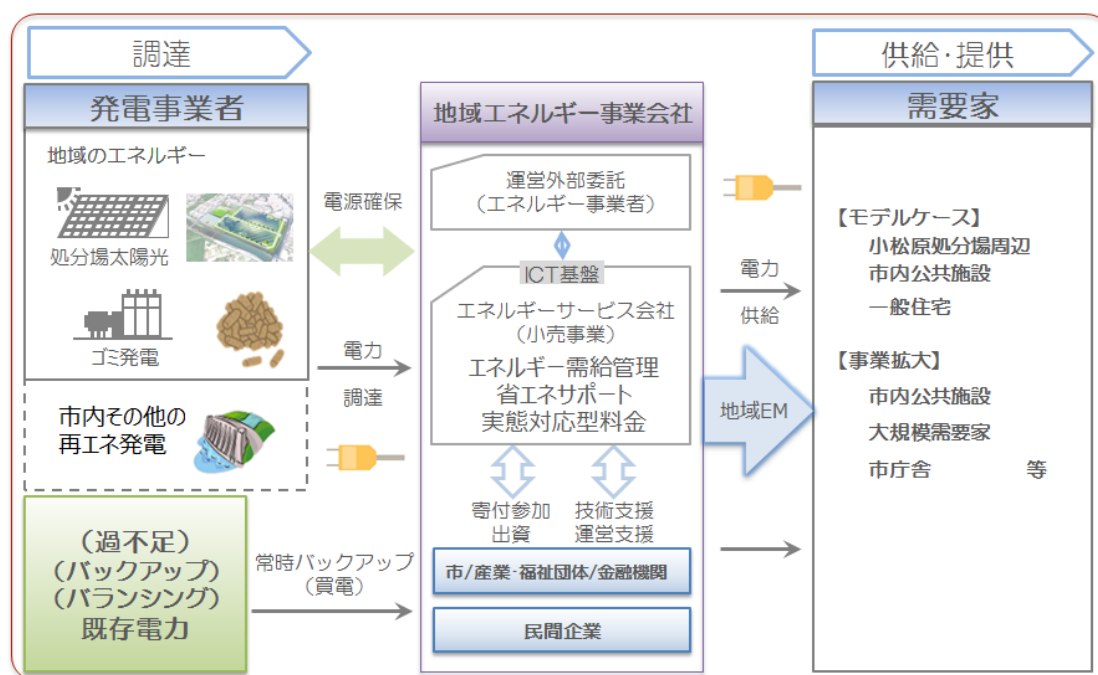 調達
発電事業者
地域のエネルギー
処分場太陽光
ゴミ発電
市内その他の
再エネ発電
（過不足）
（バックアップ）
（バランシング）
既存電力
電源確保
電力
調達
常時バックアップ
（買電）
地域エネルギー事業会社
運営外部委託
（エネルギー事業者）
ICT基盤
エネルギーサービス会社
（小売事業）
エネルギー需給管理
省エネサポート
実態対応型料金
寄付参加
出資
技術支援
運営支援
市/産業・福祉団体/金融機関
民間企業
電力
供給
地域EM
供給・提供
需要家
【モデルケース】
小松原処分場周辺
市内公共施設
一般住宅
【事業拡大】
市内公共施設
大規模需要家
市庁舎 等